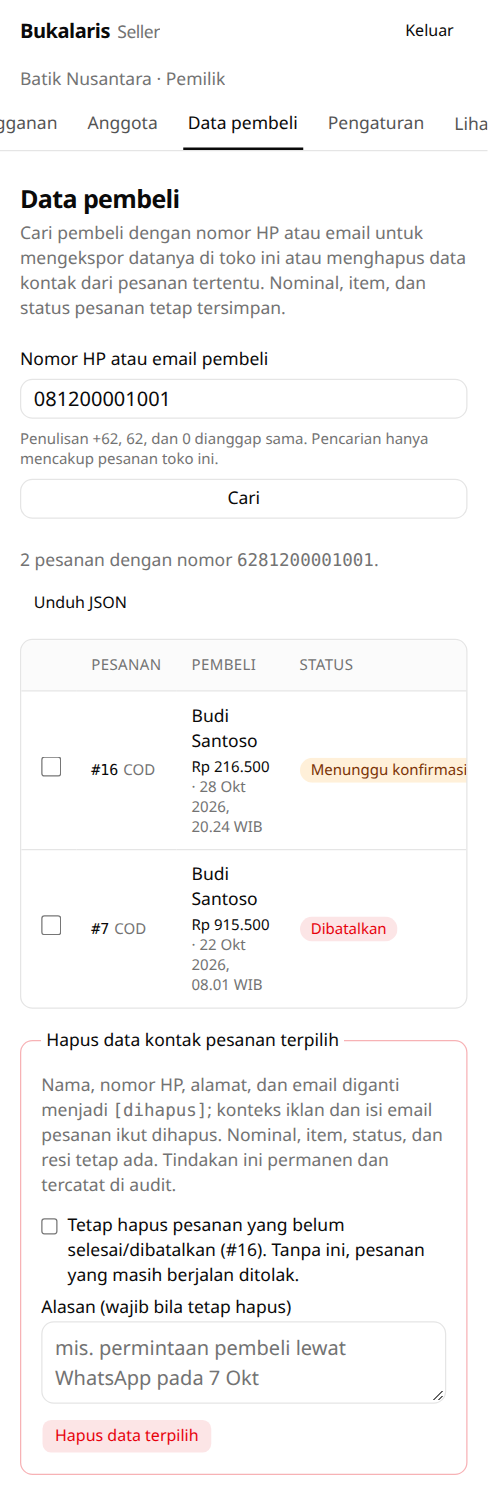 Bukalaris Seller
Keluar
Batik Nusantara · Pemilik
gganan Anggota Data pembeli Pengaturan Liha
Data pembeli
Cari pembeli dengan nomor HP atau email untuk
mengekspor datanya di toko ini atau menghapus data
kontak dari pesanan tertentu. Nominal, item, dan
status pesanan tetap tersimpan.
Nomor HP atau email pembeli
081200001001
Penulisan +62, 62, dan 0 dianggap sama. Pencarian hanya
mencakup pesanan toko ini.
Cari
2 pesanan dengan nomor 6281200001001.
Unduh JSON
PESANAN PEMBELI STATUS
Budi
Santoso
#16 COD
Rp 216.500
· 28 Okt
2026,
20.24 WIB
Menunggu konfirmasi
Budi
Santoso
#7 COD
Rp 915.500
· 22 Okt
2026,
08.01 WIB
Dibatalkan
Hapus data kontak pesanan terpilih
Nama, nomor HP, alamat, dan email diganti
menjadi [dihapus]; konteks iklan dan isi email
pesanan ikut dihapus. Nominal, item, status, dan
resi tetap ada. Tindakan ini permanen dan
tercatat di audit.
Tetap hapus pesanan yang belum
selesai/dibatalkan (#16). Tanpa ini, pesanan
yang masih berjalan ditolak.
Alasan (wajib bila tetap hapus)
mis. permintaan pembeli lewat
WhatsApp pada 7 Okt
Hapus data terpilih